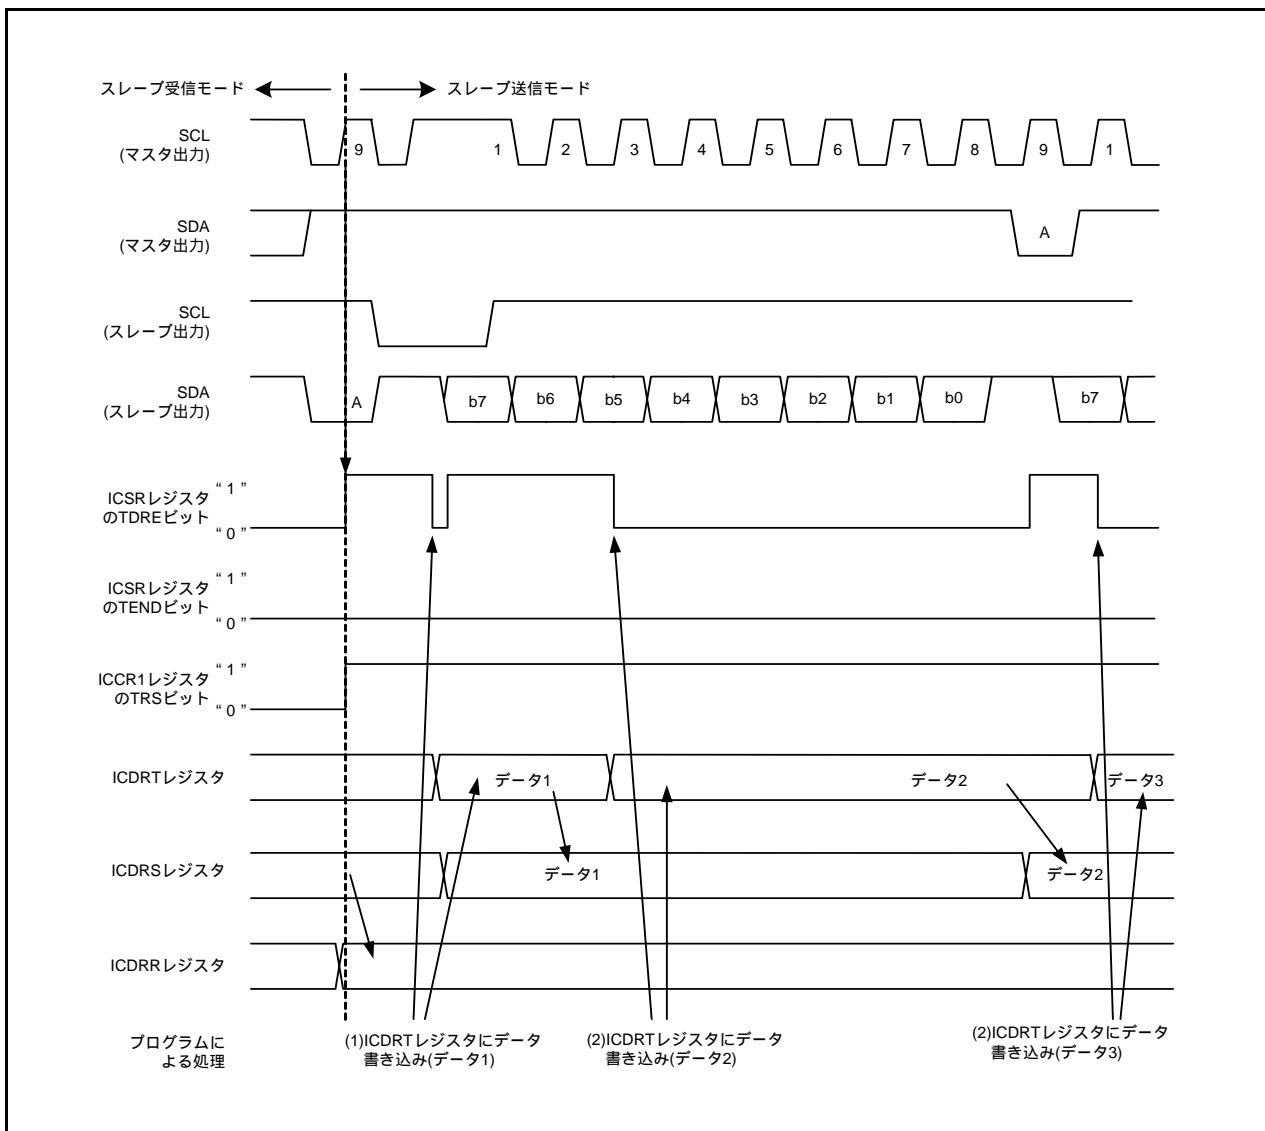 スレーブ受信モード
スレーブ送信モード
SCL
(マスタ出力)
9 1 2 3 4 5 6 7 8 9 1
SDA
(マスタ出力)
A
SCL
(スレーブ出力)
SDA
(スレーブ出力)
A b7 b6 b5 b4 b3 b2 b1 b0 b7
ICSRレジスタ
のTDREビット
“ 1 ”
“ 0 ”
ICSRレジスタ
のTENDビット
“ 1 ”
“ 0 ”
ICCR1レジスタ
のTRSビット
“ 1 ”
“ 0 ”
ICDRTレジスタ
データ1 データ2 データ3
ICDRSレジスタ
データ1 データ2
ICDRRレジスタ
プログラムに
よる処理
(1)ICDRTレジスタにデータ
書き込み(データ1)
(2)ICDRTレジスタにデータ
書き込み(データ2)
(2)ICDRTレジスタにデータ
書き込み(データ3)